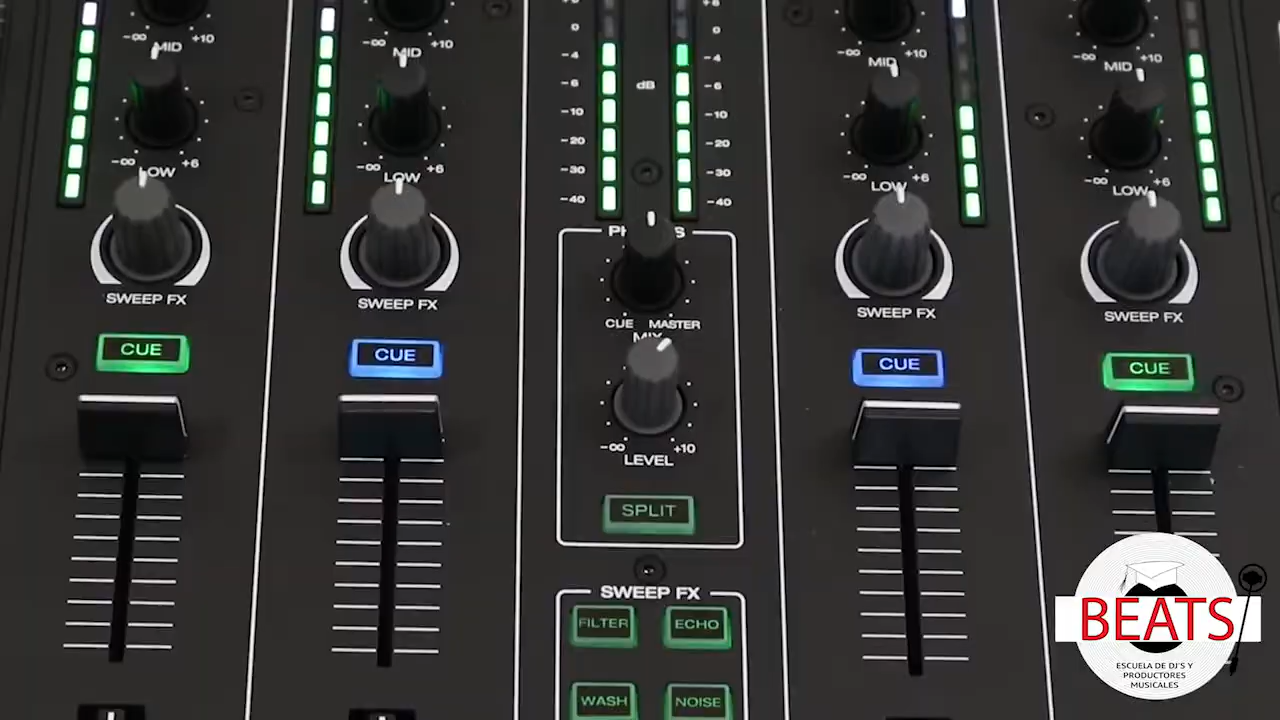 -∞ +10 -∞ +10 +6 +6 -∞ +10 -∞ +10
MID MID MID MID
0 0
-4 -4
-6 dB -6
-10 -10
-20 -20
-30 -30
-40 -40
-∞ +6 -∞ +6 -∞ +6 -∞ +6
LOW LOW LOW LOW
SWEEP FX SWEEP FX SWEEP FX SWEEP FX
CUE CUE CUE CUE
CUE MASTER
MIX
-∞ +10
LEVEL
SPLIT
SWEEP FX
FILTER ECHO
WASH NOISE
BEATS
ESCUELA DE DJ'S Y
PRODUCTORES
MUSICALES